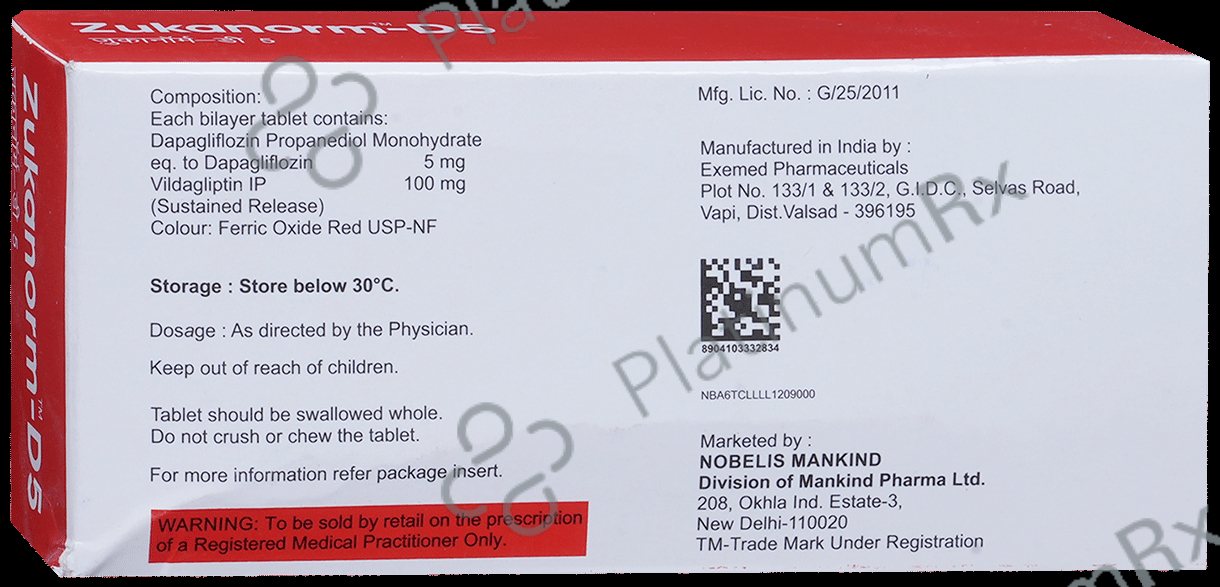 Zukanorm™-D5
ज़ुकानॉर्म-डी 5
Zukanorm™-D5
Composition:
Each bilayer tablet contains:
Dapagliflozin Propanediol Monohydrate
eq. to Dapagliflozin 5 mg
Vildagliptin IP 100 mg
(Sustained Release)
Colour: Ferric Oxide Red USP-NF
Storage : Store below 30°C.
Dosage : As directed by the Physician.
Keep out of reach of children.
Tablet should be swallowed whole.
Do not crush or chew the tablet.
For more information refer package insert.
WARNING: To be sold by retail on the prescription
of a Registered Medical Practitioner Only.
Mfg. Lic. No. : G/25/2011
Manufactured in India by :
Exemed Pharmaceuticals
Plot No. 133/1 & 133/2, G.I.D.C., Selvas Road,
Vapi, Dist.Valsad - 396195
8904103332834
NBA6TCLLLL1209000
Marketed by :
NOBELIS MANKIND
Division of Mankind Pharma Ltd.
208, Okhla Ind. Estate-3,
New Delhi-110020
TM-Trade Mark Under Registration
PlatinumRx